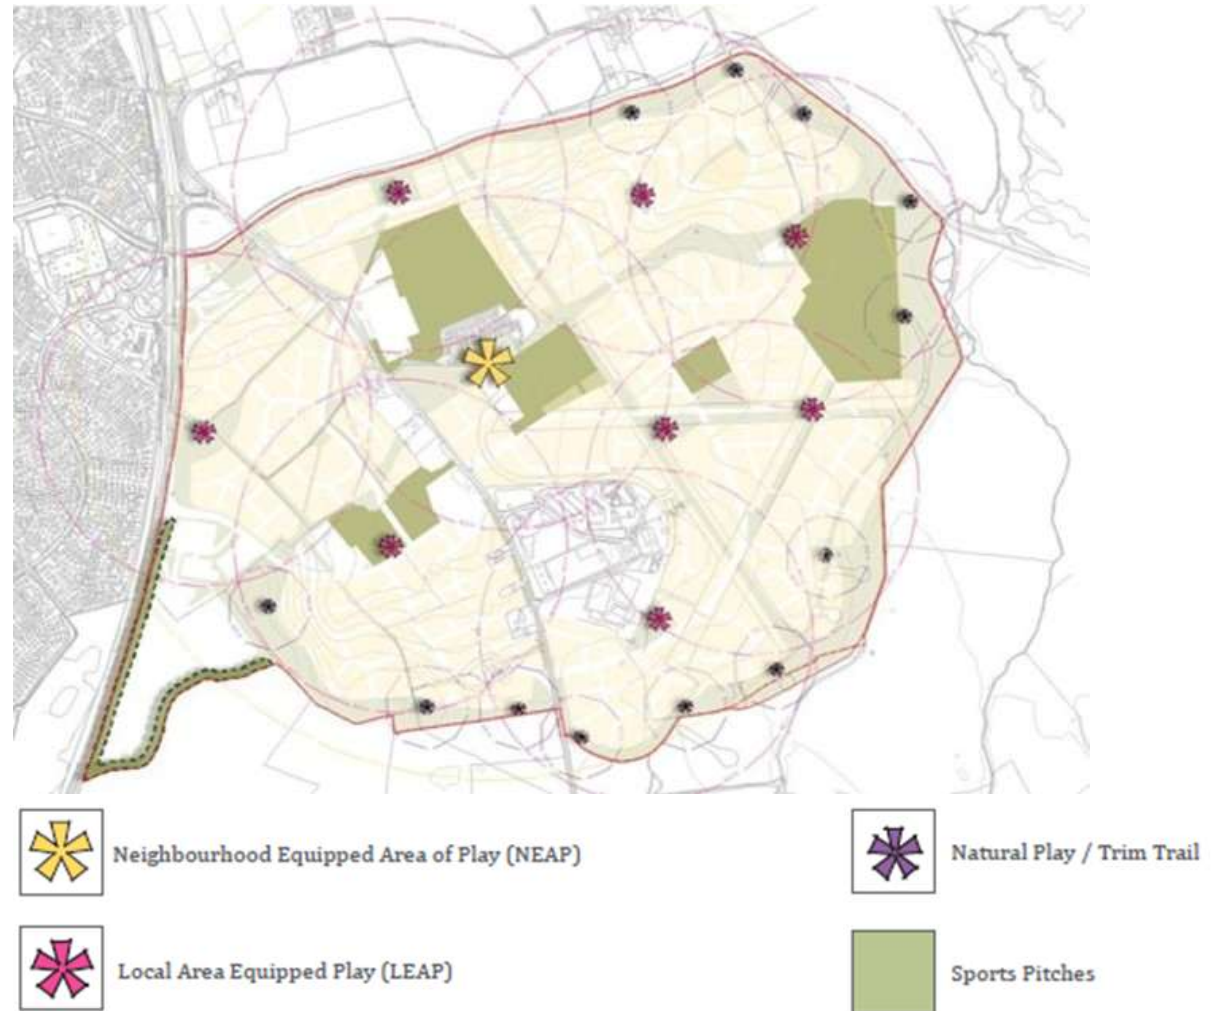 Neighbourhood Equipped Area of Play (NEAP)
Natural Play / Trim Trail
Local Area Equipped Play (LEAP)
Sports Pitches